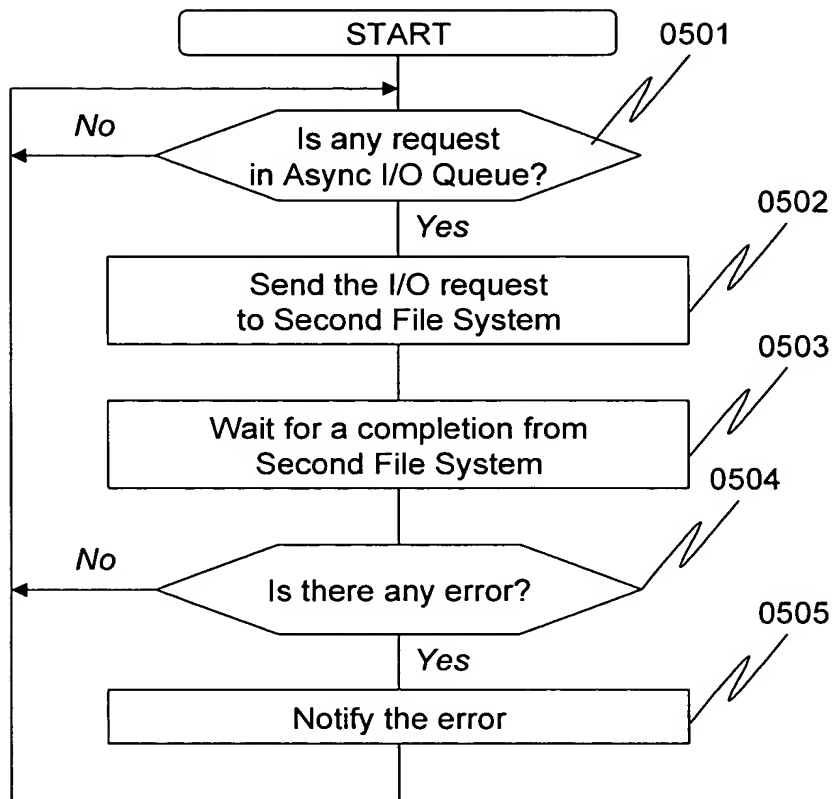 START
0501
No
Is any request
in Async I/O Queue?
Yes
0502
Send the I/O request
to Second File System
0503
Wait for a completion from
Second File System
0504
No
Is there any error?
0505
Yes
Notify the error